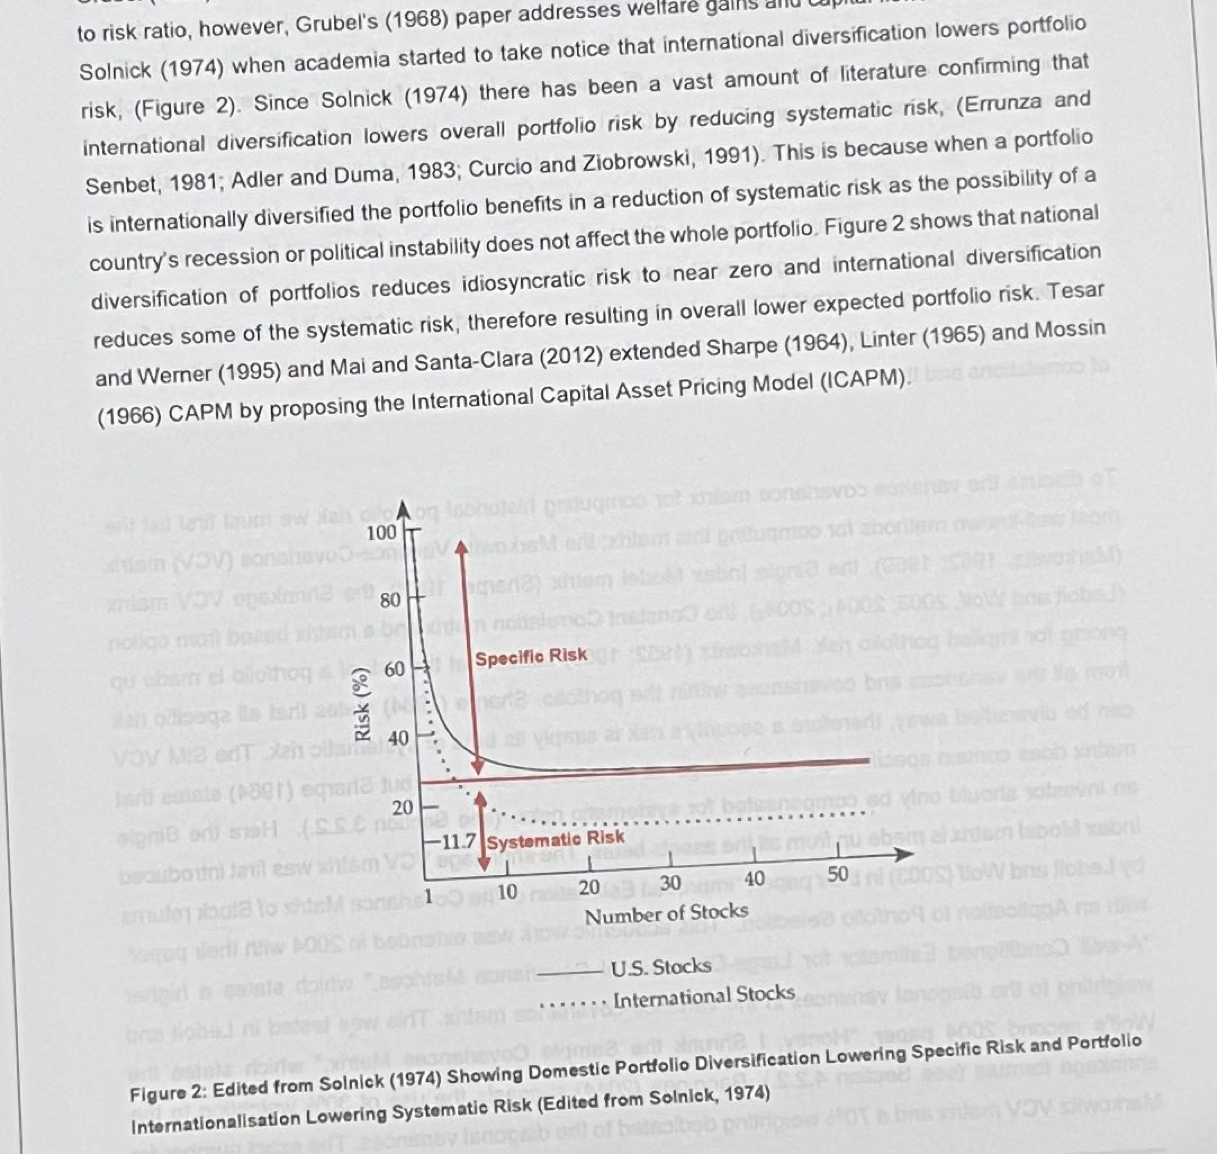 to risk ratio, however, Grubel's (1968) paper addresses welfare gains and
Solnick (1974) when academia started to take notice that international diversification lowers portfolio
risk, (Figure 2). Since Solnick (1974) there has been a vast amount of literature confirming that
international diversification lowers overall portfolio risk by reducing systematic risk, (Errunza and
Senbet, 1981; Adler and Duma, 1983; Curcio and Ziobrowski, 1991). This is because when a portfolio
is internationally diversified the portfolio benefits in a reduction of systematic risk as the possibility of a
country's recession or political instability does not affect the whole portfolio. Figure 2 shows that national
diversification of portfolios reduces idiosyncratic risk to near zero and international diversification
reduces some of the systematic risk, therefore resulting in overall lower expected portfolio risk. Tesar
and Werner (1995) and Mai and Santa-Clara (2012) extended Sharpe (1964), Linter (1965) and Mossin
(1966) CAPM by proposing the International Capital Asset Pricing Model (ICAPM).
100
80
Specific Risk
60
Risk (%)
40
20
11.7 Systematic Risk
1 10 20 30 40 50
Number of Stocks
U.S. Stocks
International Stocks
Figure 2: Edited from Solnick (1974) Showing Domestic Portfolio Diversification Lowering Specific Risk and Portfolio
Internationalisation Lowering Systematic Risk (Edited from Solnick, 1974)